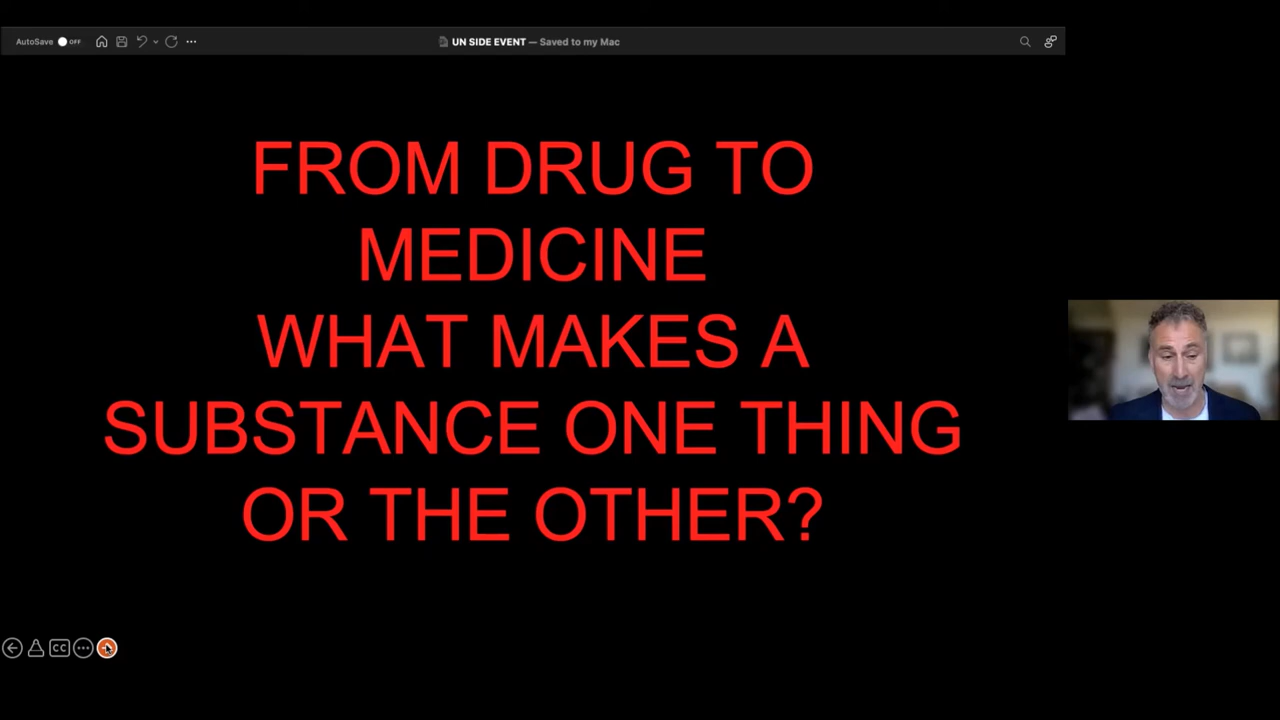 AutoSave OFF
UN SIDE EVENT — Saved to my Mac
FROM DRUG TO
MEDICINE
WHAT MAKES A
SUBSTANCE ONE THING
OR THE OTHER?
CC